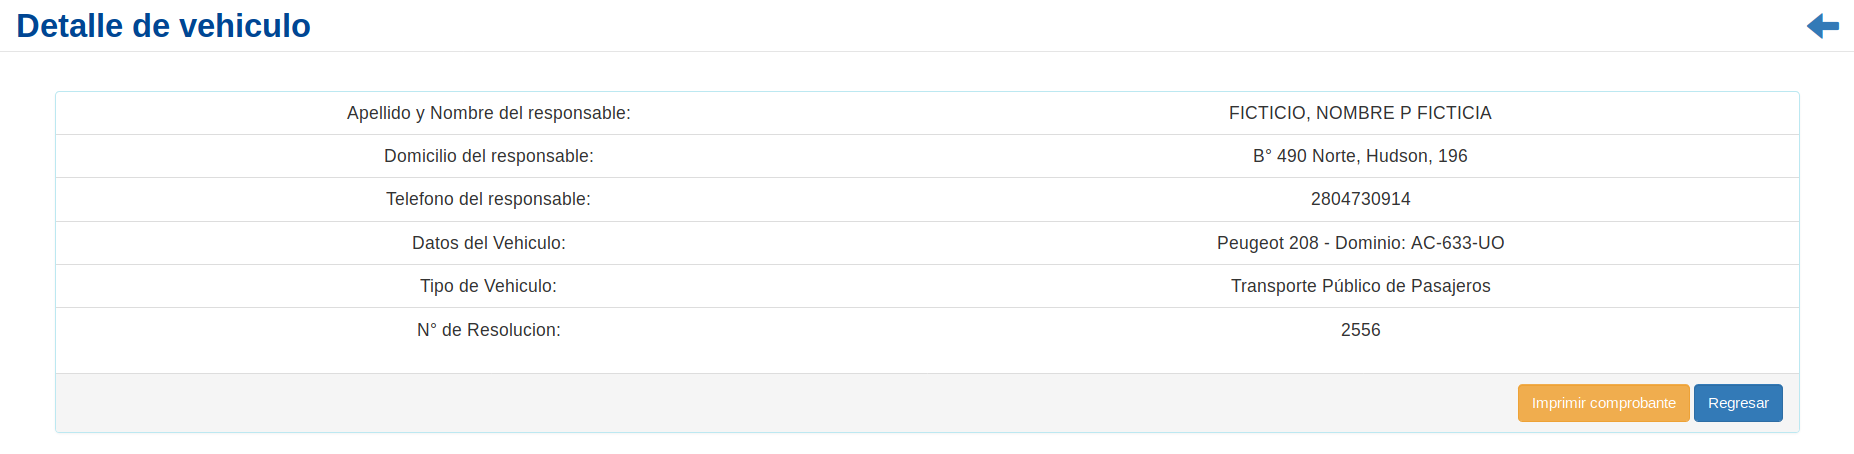 Detalle de vehiculo
Apellido y Nombre del responsable: FICTICIO, NOMBRE P FICTICIA
Domicilio del responsable: B° 490 Norte, Hudson, 196
Telefono del responsable: 2804730914
Datos del Vehiculo: Peugeot 208 - Dominio: AC-633-UO
Tipo de Vehiculo: Transporte Público de Pasajeros
N° de Resolucion: 2556
Imprimir comprobante Regresar